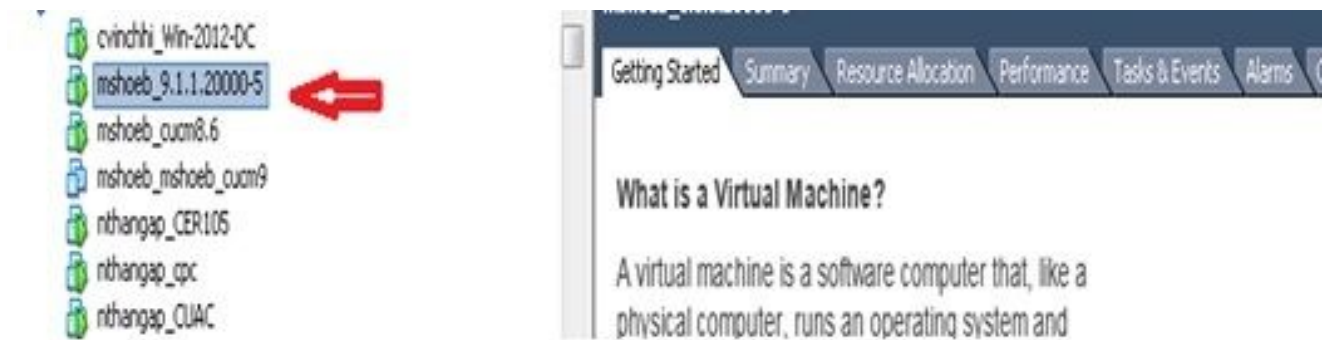 cvinchhi_Win-2012-DC
mshoeb_9.1.1.20000-5
mshoeb_cucm8.6
mshoeb_mshoeb_cucm9
nthangap_CER105
nthangap_cpc
nthangap_CUAC
Getting Started Summary Resource Allocation Performance Tasks & Events Alarms
What is a Virtual Machine?
A virtual machine is a software computer that, like a
physical computer, runs an operating system and